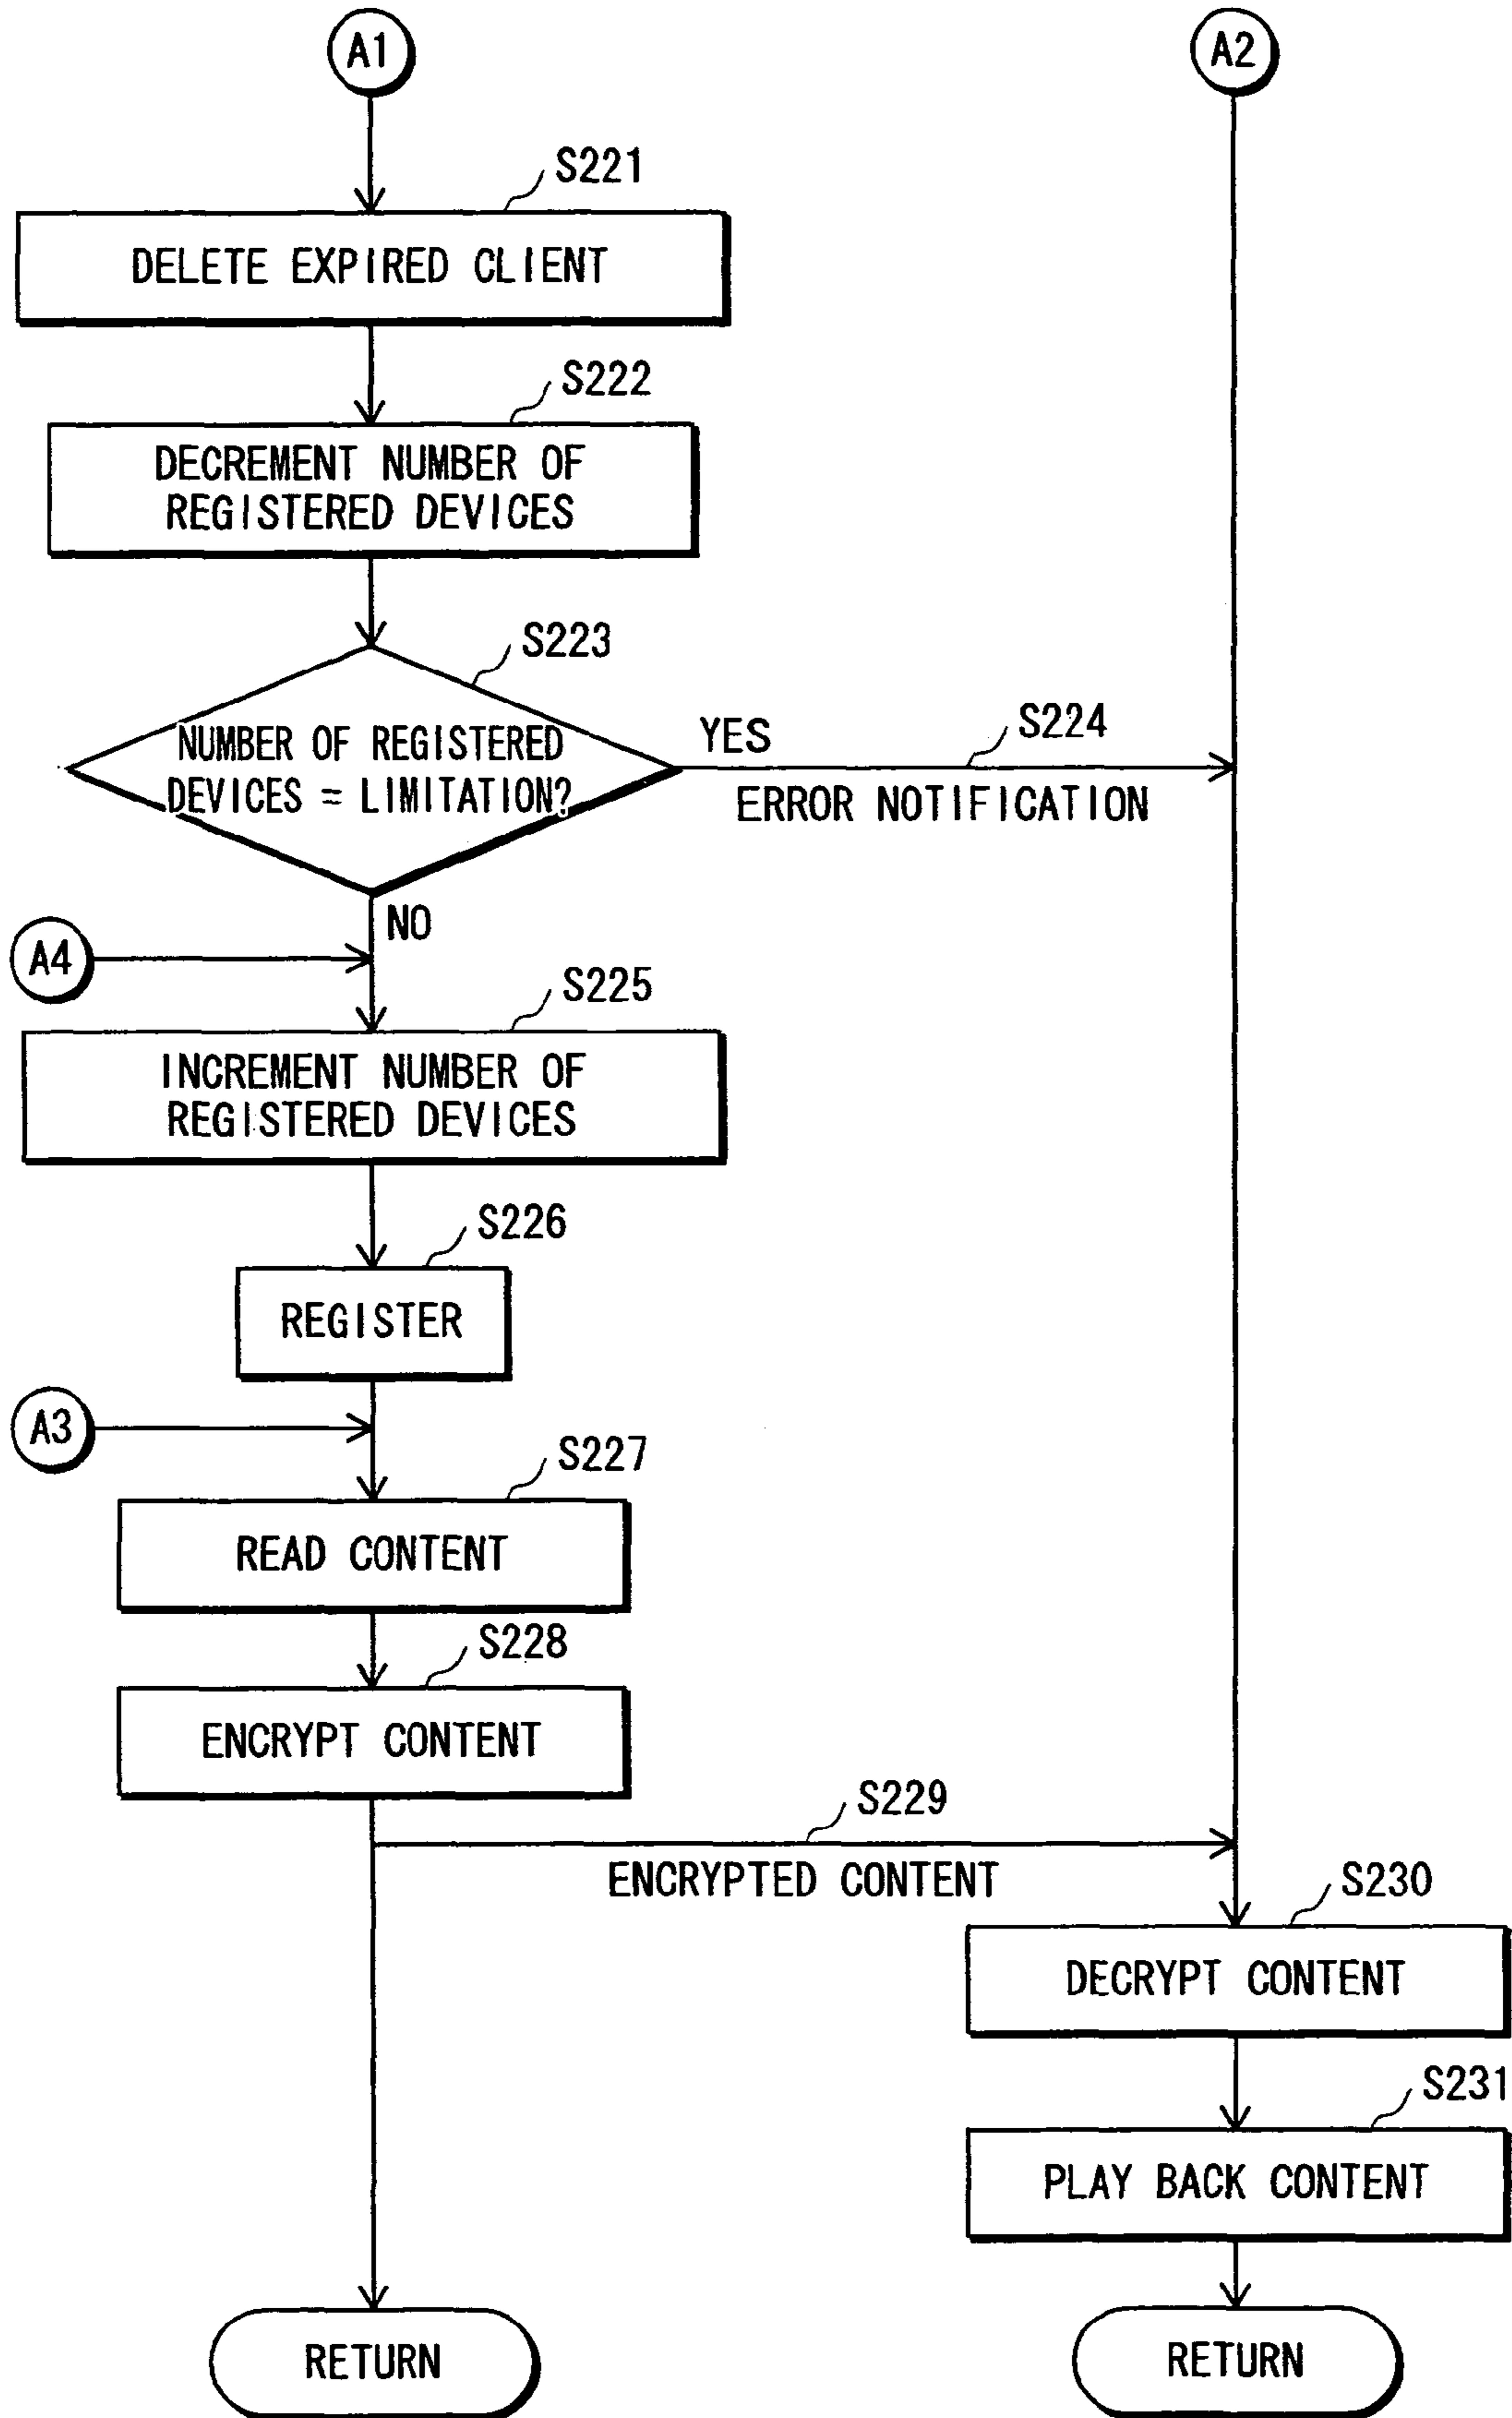 A1
A2
S221
DELETE EXPIRED CLIENT
S222
DECREMENT NUMBER OF
REGISTERED DEVICES
S223
NUMBER OF REGISTERED
DEVICES = LIMITATION?
YES
S224
ERROR NOTIFICATION
NO
A4
S225
INCREMENT NUMBER OF
REGISTERED DEVICES
S226
REGISTER
A3
S227
READ CONTENT
S228
ENCRYPT CONTENT
S229
ENCRYPTED CONTENT
S230
DECRYPT CONTENT
S231
PLAY BACK CONTENT
RETURN
RETURN